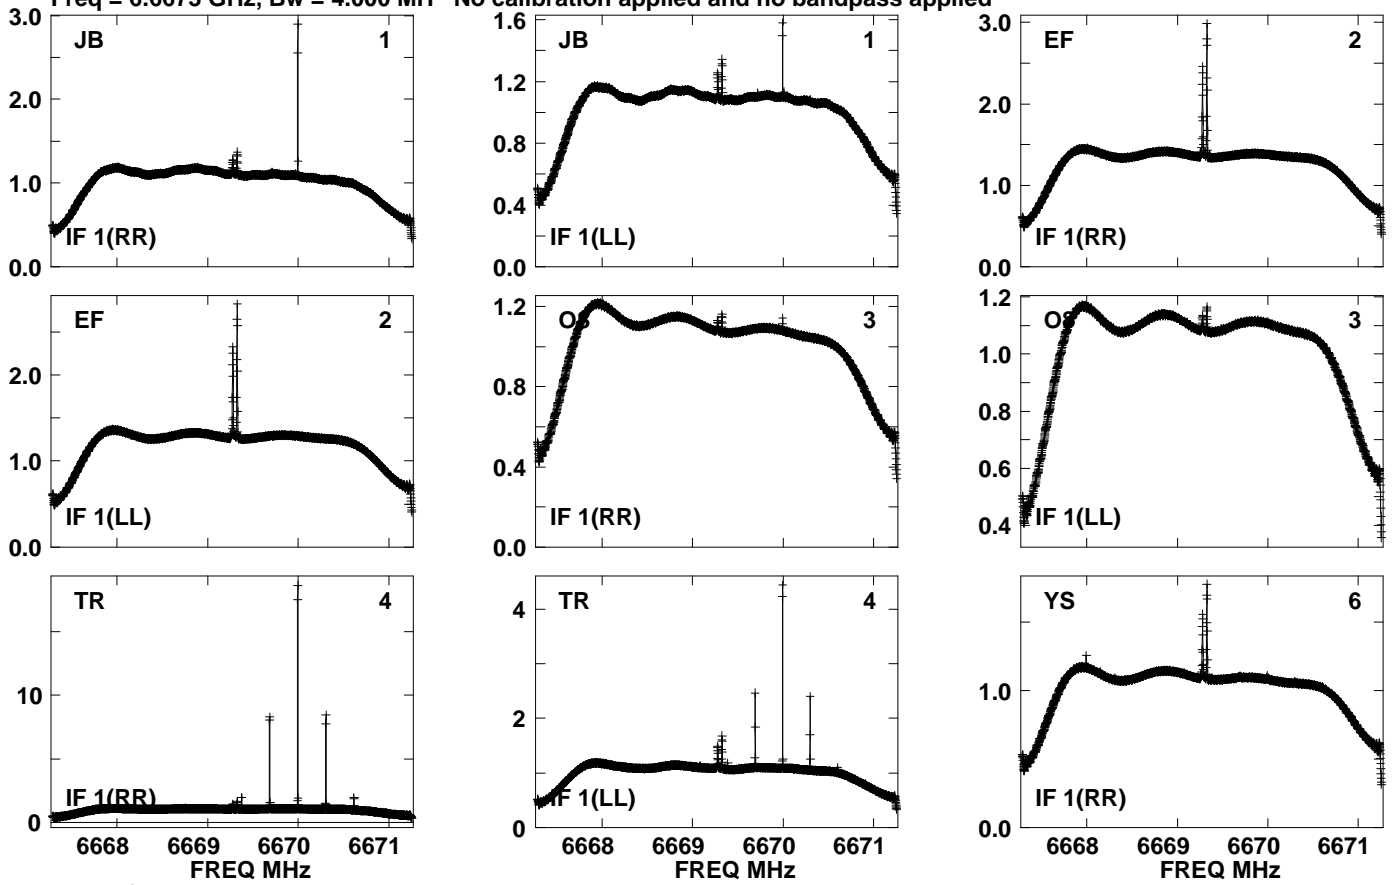 Freq = 6.6673 GHz, Bw = 4.000 MH No calibration applied and no bandpass applied
3.0 JB 1
2.0
1.0
IF 1(RR)
0.0
1.6 JB 1
1.2
0.8
0.4
IF 1(LL)
0.0
3.0 EF 2
2.0
1.0
IF 1(RR)
0.0
EF 2
2.0
1.0
IF 1(LL)
0.0
1.2 OS 3
0.8
0.4
IF 1(RR)
0.0
1.2 OS 3
1.0
0.8
0.6
0.4 IF 1(LL)
TR 4
10
IF 1(RR)
0
6668 6669 6670 6671
FREQ MHz
4 TR 4
2
IF 1(LL)
0
6668 6669 6670 6671
FREQ MHz
YS 6
1.0
IF 1(RR)
0.0
6668 6669 6670 6671
FREQ MHz